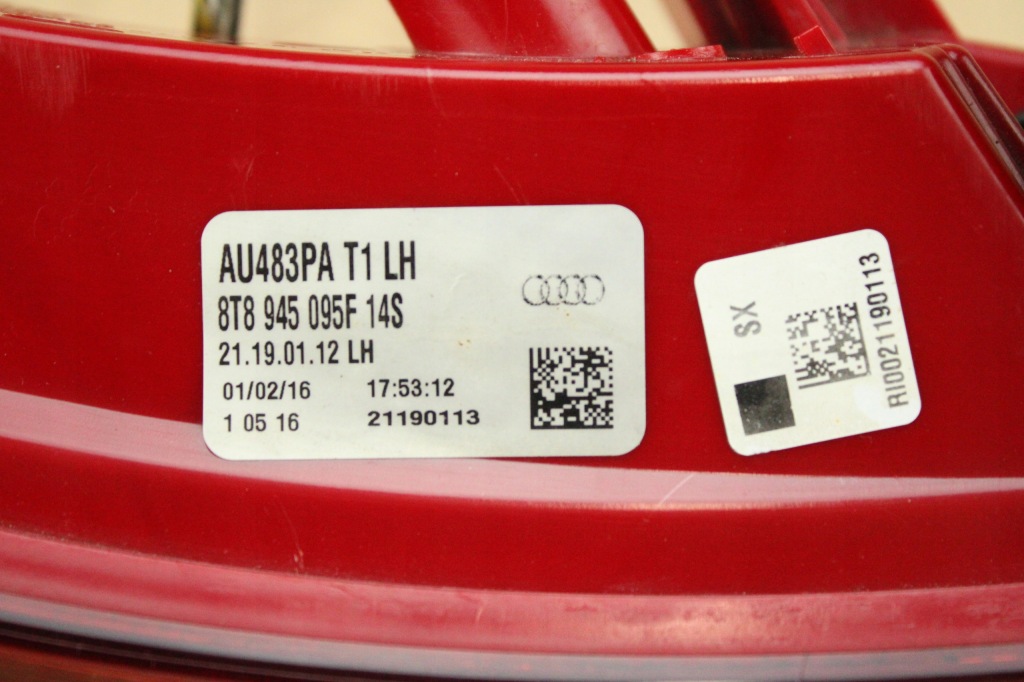 AU483PA T1 LH
8T8 945 095F 14S
21.19.01.12 LH
01/02/16 17:53:12
1 05 16 21190113
SX
RI0021190113